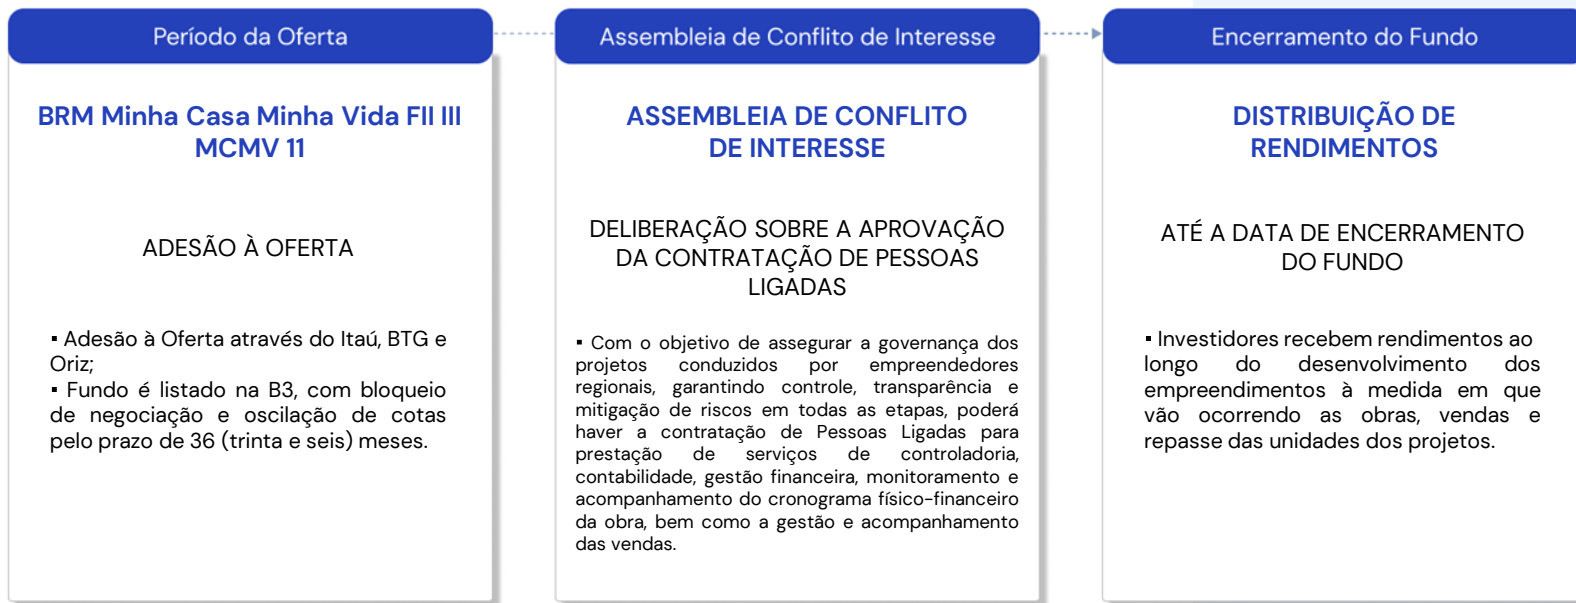 Período da Oferta
BRM Minha Casa Minha Vida FII III
MCMV 11
ADESÃO À OFERTA
▪ Adesão à Oferta através do Itaú, BTG e
Oriz;
▪ Fundo é listado na B3, com bloqueio
de negociação e oscilação de cotas
pelo prazo de 36 (trinta e seis) meses.
Assembleia de Conflito de Interesse
ASSEMBLEIA DE CONFLITO
DE INTERESSE
DELIBERAÇÃO SOBRE A APROVAÇÃO
DA CONTRATAÇÃO DE PESSOAS
LIGADAS
▪ Com o objetivo de assegurar a governança dos
projetos conduzidos por empreendedores
regionais, garantindo controle, transparência e
mitigação de riscos em todas as etapas, poderá
haver a contratação de Pessoas Ligadas para
prestação de serviços de controladoria,
contabilidade, gestão financeira, monitoramento e
acompanhamento do cronograma físico-financeiro
da obra, bem como a gestão e acompanhamento
das vendas.
Encerramento do Fundo
DISTRIBUIÇÃO DE
RENDIMENTOS
ATÉ A DATA DE ENCERRAMENTO
DO FUNDO
▪ Investidores recebem rendimentos ao
longo do desenvolvimento dos
empreendimentos à medida em que
vão ocorrendo as obras, vendas e
repasse das unidades dos projetos.